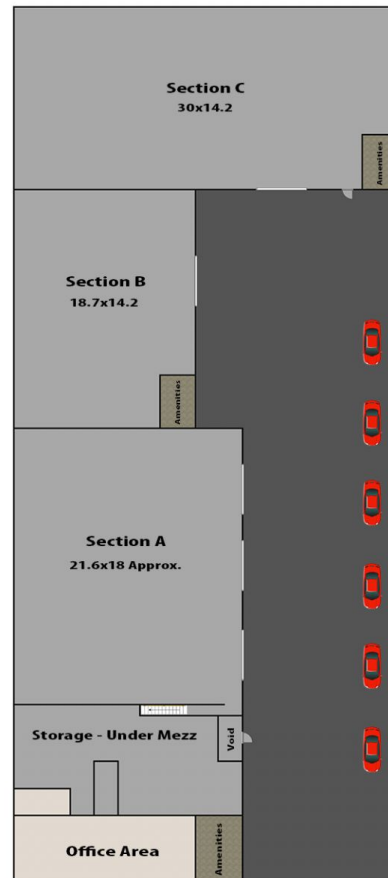 Section C
30x14.2
Amenities
Section B
18.7x14.2
Amenities
Section A
21.6x18 Approx.
Storage - Under Mezz
Void
Office Area
Amenities